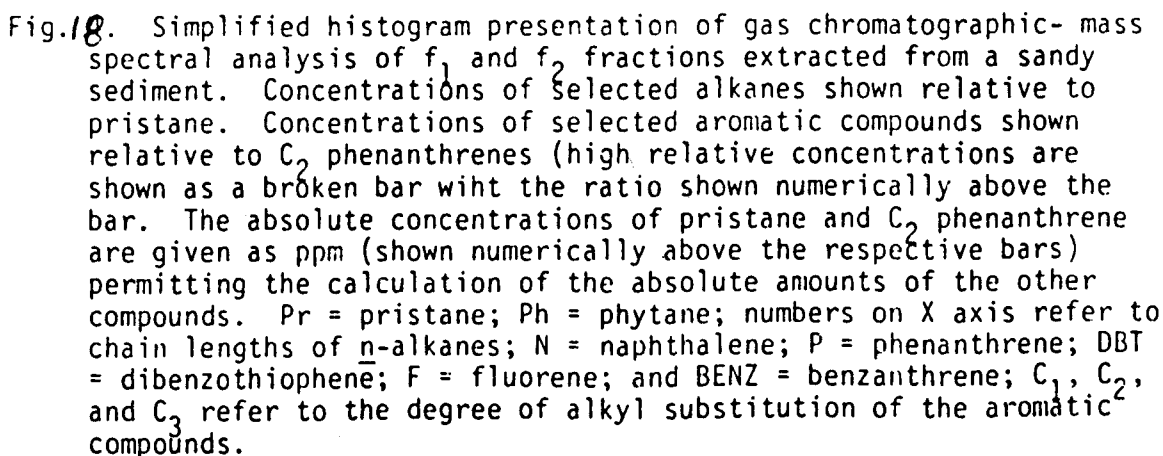 Fig.18. Simplified histogram presentation of gas chromatographic- mass
spectral analysis of f₁ and f₂ fractions extracted from a sandy
sediment. Concentrations of selected alkanes shown relative to
pristane. Concentrations of selected aromatic compounds shown
relative to C₂ phenanthrenes (high relative concentrations are
shown as a broken bar wiht the ratio shown numerically above the
bar. The absolute concentrations of pristane and C₂ phenanthrene
are given as ppm (shown numerically above the respective bars)
permitting the calculation of the absolute amounts of the other
compounds. Pr = pristane; Ph = phytane; numbers on X axis refer to
chain lengths of n-alkanes; N = naphthalene; P = phenanthrene; DBT
= dibenzothiophene; F = fluorene; and BENZ = benzanthrene; C₁, C₂,
and C₃ refer to the degree of alkyl substitution of the aromatic
compounds.